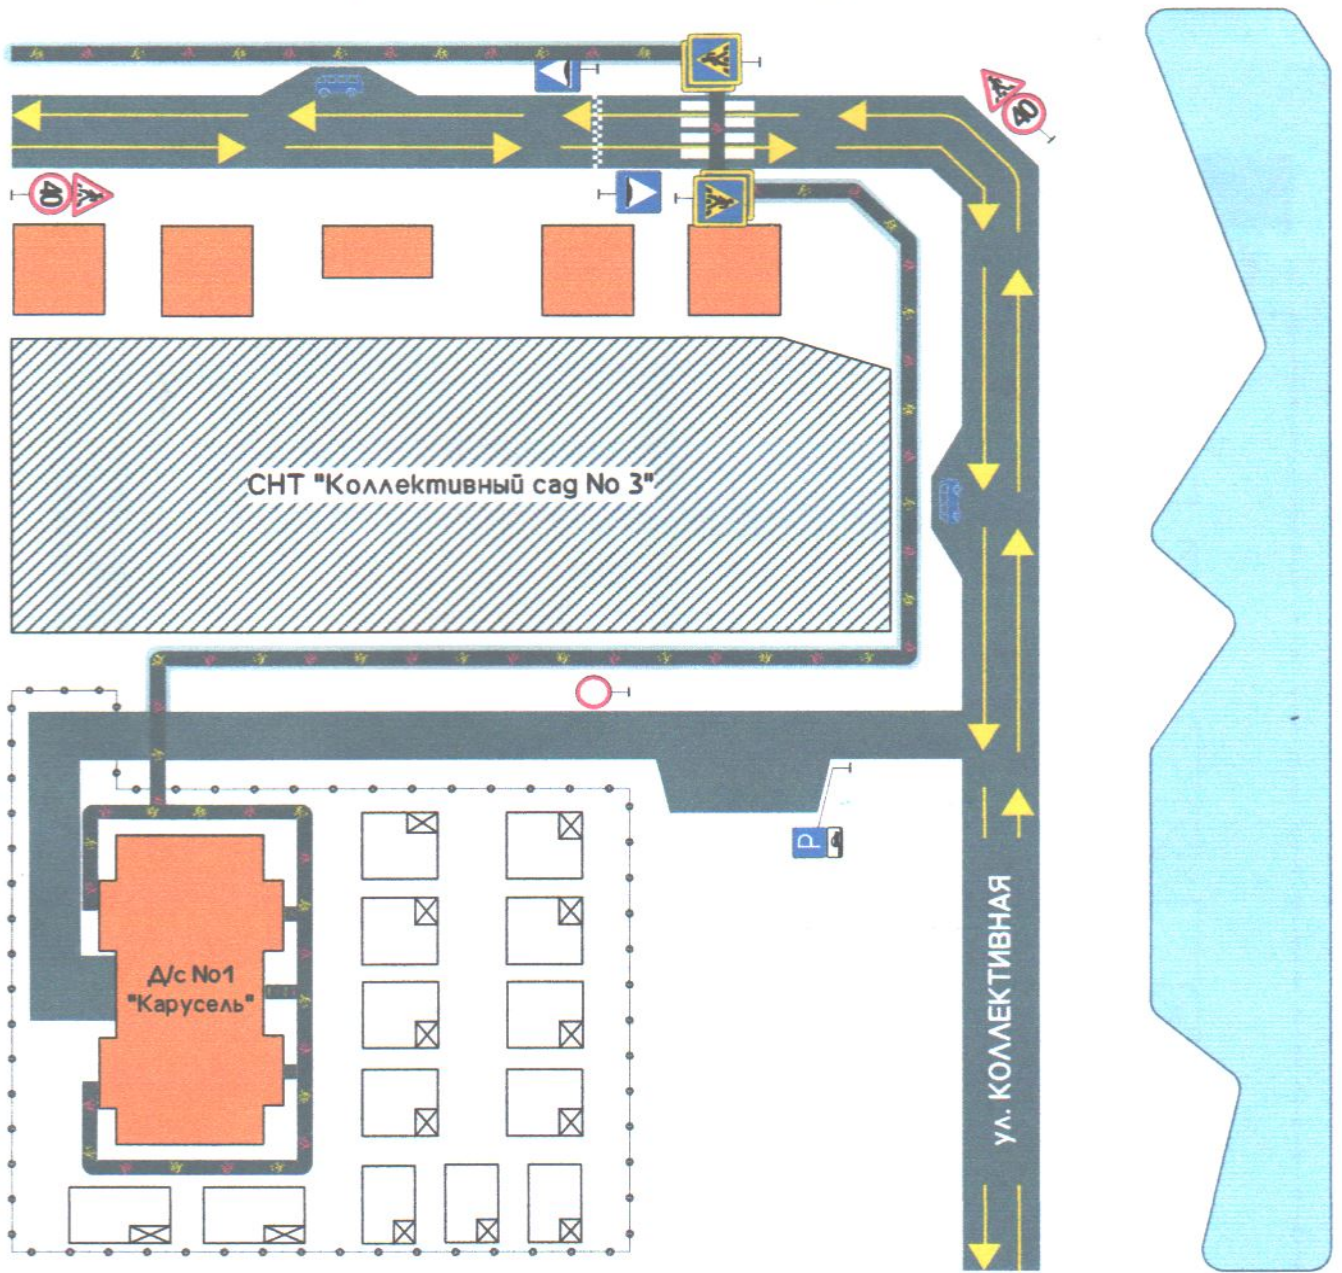 40
40
СНТ "Коллективный сад No 3"
P
Д/с No1
"Карусель"
ул. КОЛЛЕКТИВНАЯ